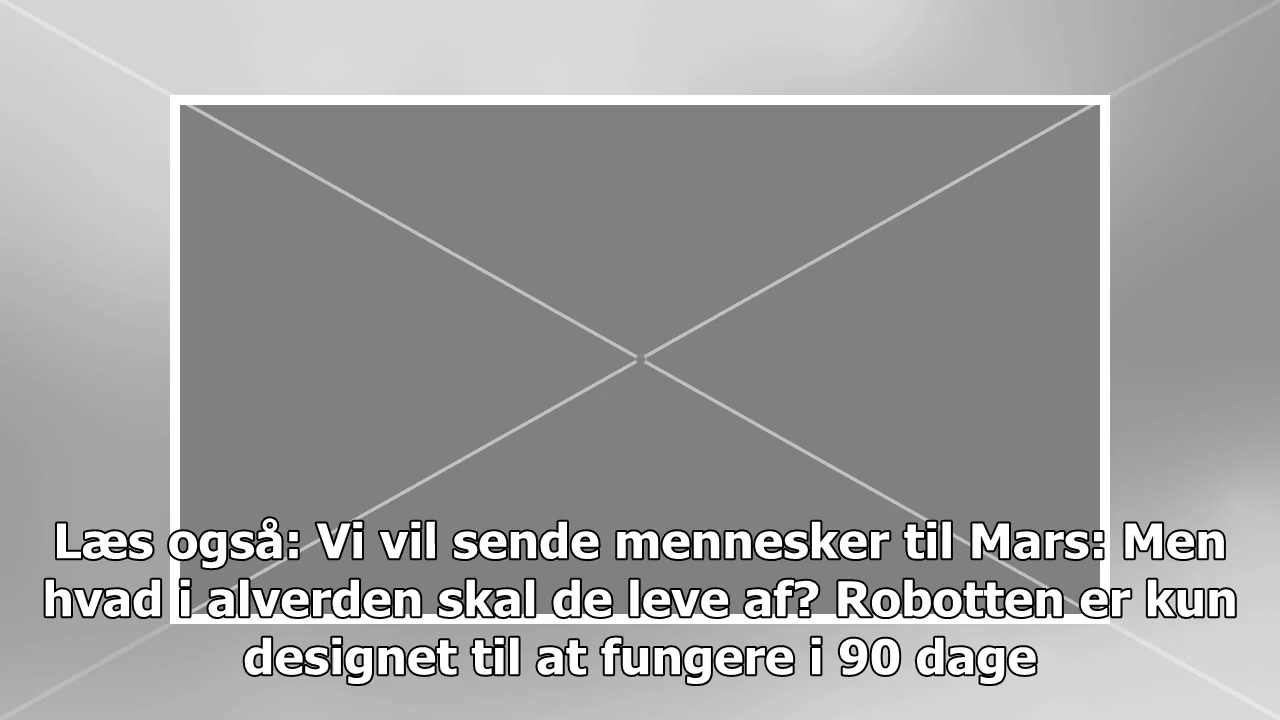 Læs også: Vi vil sende mennesker til Mars: Men
hvad i alverden skal de leve af? Robotten er kun
designet til at fungere i 90 dage